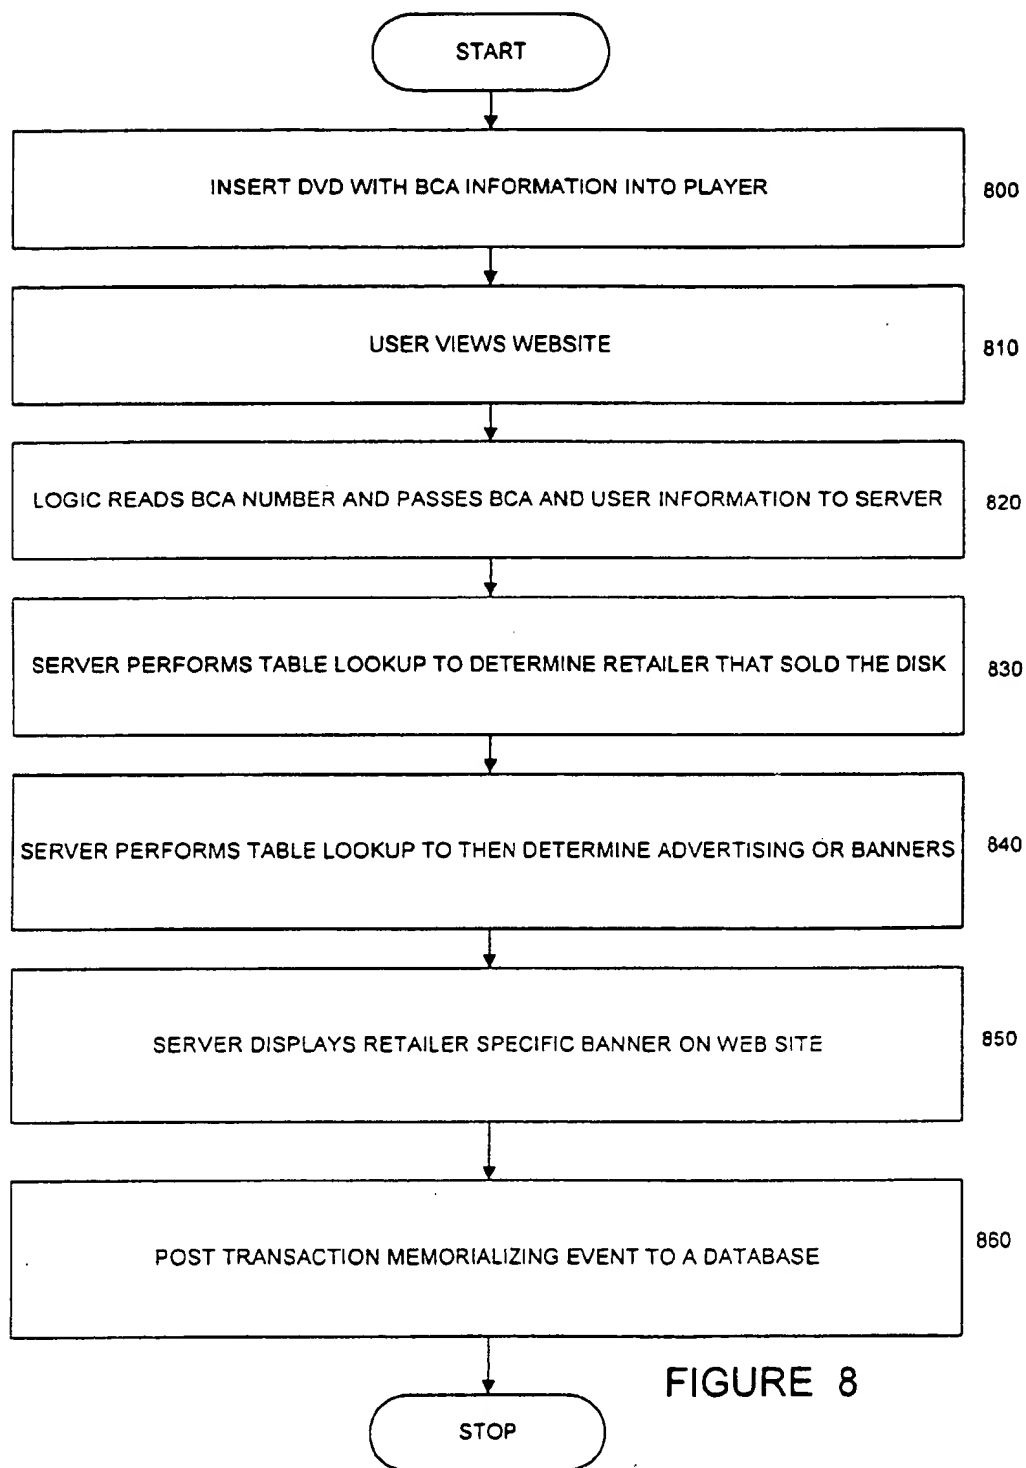 START
INSERT DVD WITH BCA INFORMATION INTO PLAYER
800
USER VIEWS WEBSITE
810
LOGIC READS BCA NUMBER AND PASSES BCA AND USER INFORMATION TO SERVER
820
SERVER PERFORMS TABLE LOOKUP TO DETERMINE RETAILER THAT SOLD THE DISK
830
SERVER PERFORMS TABLE LOOKUP TO THEN DETERMINE ADVERTISING OR BANNERS
840
SERVER DISPLAYS RETAILER SPECIFIC BANNER ON WEB SITE
850
POST TRANSACTION MEMORIALIZING EVENT TO A DATABASE
860
FIGURE 8
STOP